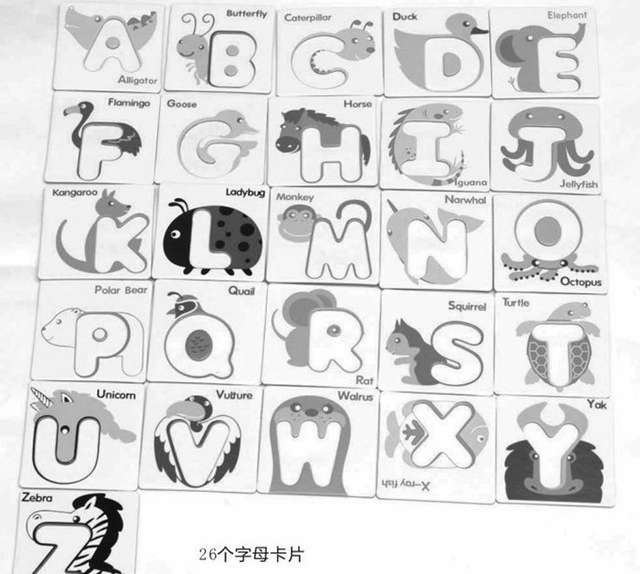 A Alligator
B Butterfly
C Caterpillar
D Duck
E Elephant
F Flamingo
G Goose
H Horse
I Iguana
J Jellyfish
K Kangaroo
L Ladybug
M Monkey
N Narwhal
O Octopus
P Polar Bear
Q Quail
R Rat
S Squirrel
T Turtle
U Unicorn
V Vulture
W Walrus
X X-ray fish
Y Yak
Z Zebra
26个字母卡片